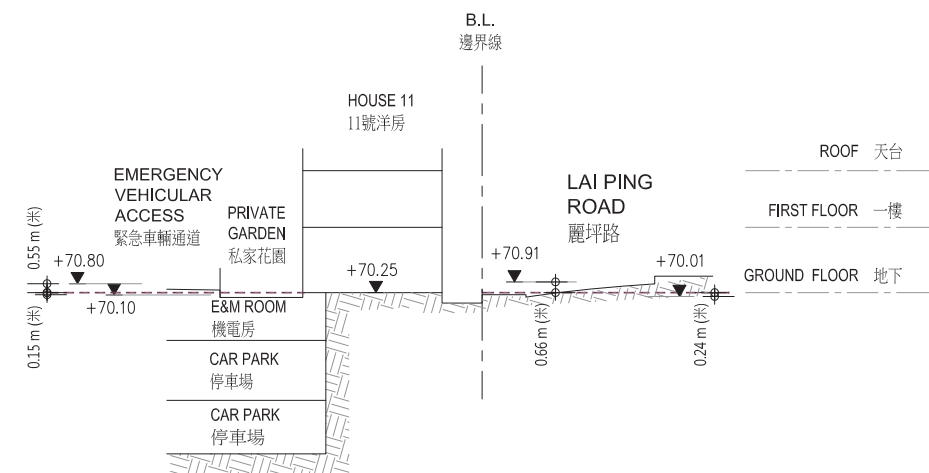 B.L.
邊界線
HOUSE 11
11號洋房
ROOF 天台
EMERGENCY
VEHICULAR
ACCESS
緊急車輛通道
PRIVATE
GARDEN
私家花園
LAI PING
ROAD
麗坪路
FIRST FLOOR 一樓
0.55 m (米)
+70.80
+70.10
0.15 m (米)
+70.25
+70.91
+70.01
GROUND FLOOR 地下
0.66 m (米)
0.24 m (米)
E&M ROOM
機電房
CAR PARK
停車場
CAR PARK
停車場